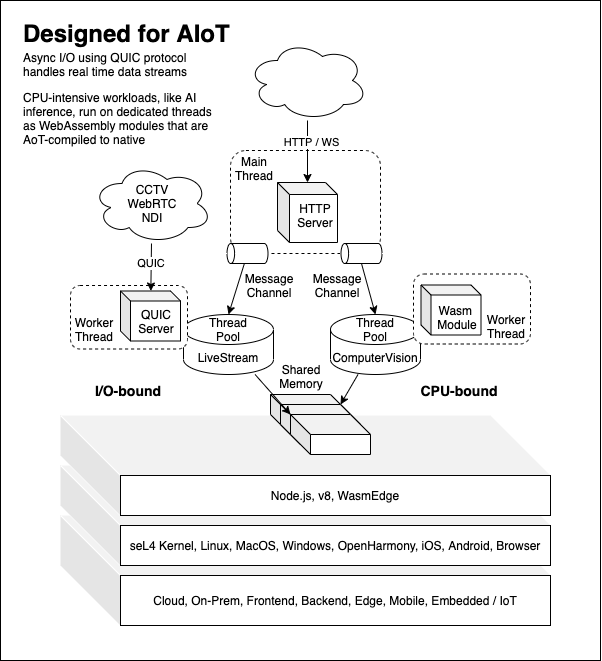 Designed for AIoT
Async I/O using QUIC protocol
handles real time data streams
CPU-intensive workloads, like AI
inference, run on dedicated threads
as WebAssembly modules that are
AoT-compiled to native
HTTP / WS
Main
Thread
HTTP
Server
CCTV
WebRTC
NDI
QUIC
Message
Channel
Message
Channel
Worker
Thread
QUIC
Server
Thread
Pool
LiveStream
Thread
Pool
ComputerVision
Wasm
Module
Worker
Thread
I/O-bound
Shared
Memory
CPU-bound
Node.js, v8, WasmEdge
seL4 Kernel, Linux, MacOS, Windows, OpenHarmony, iOS, Android, Browser
Cloud, On-Prem, Frontend, Backend, Edge, Mobile, Embedded / IoT